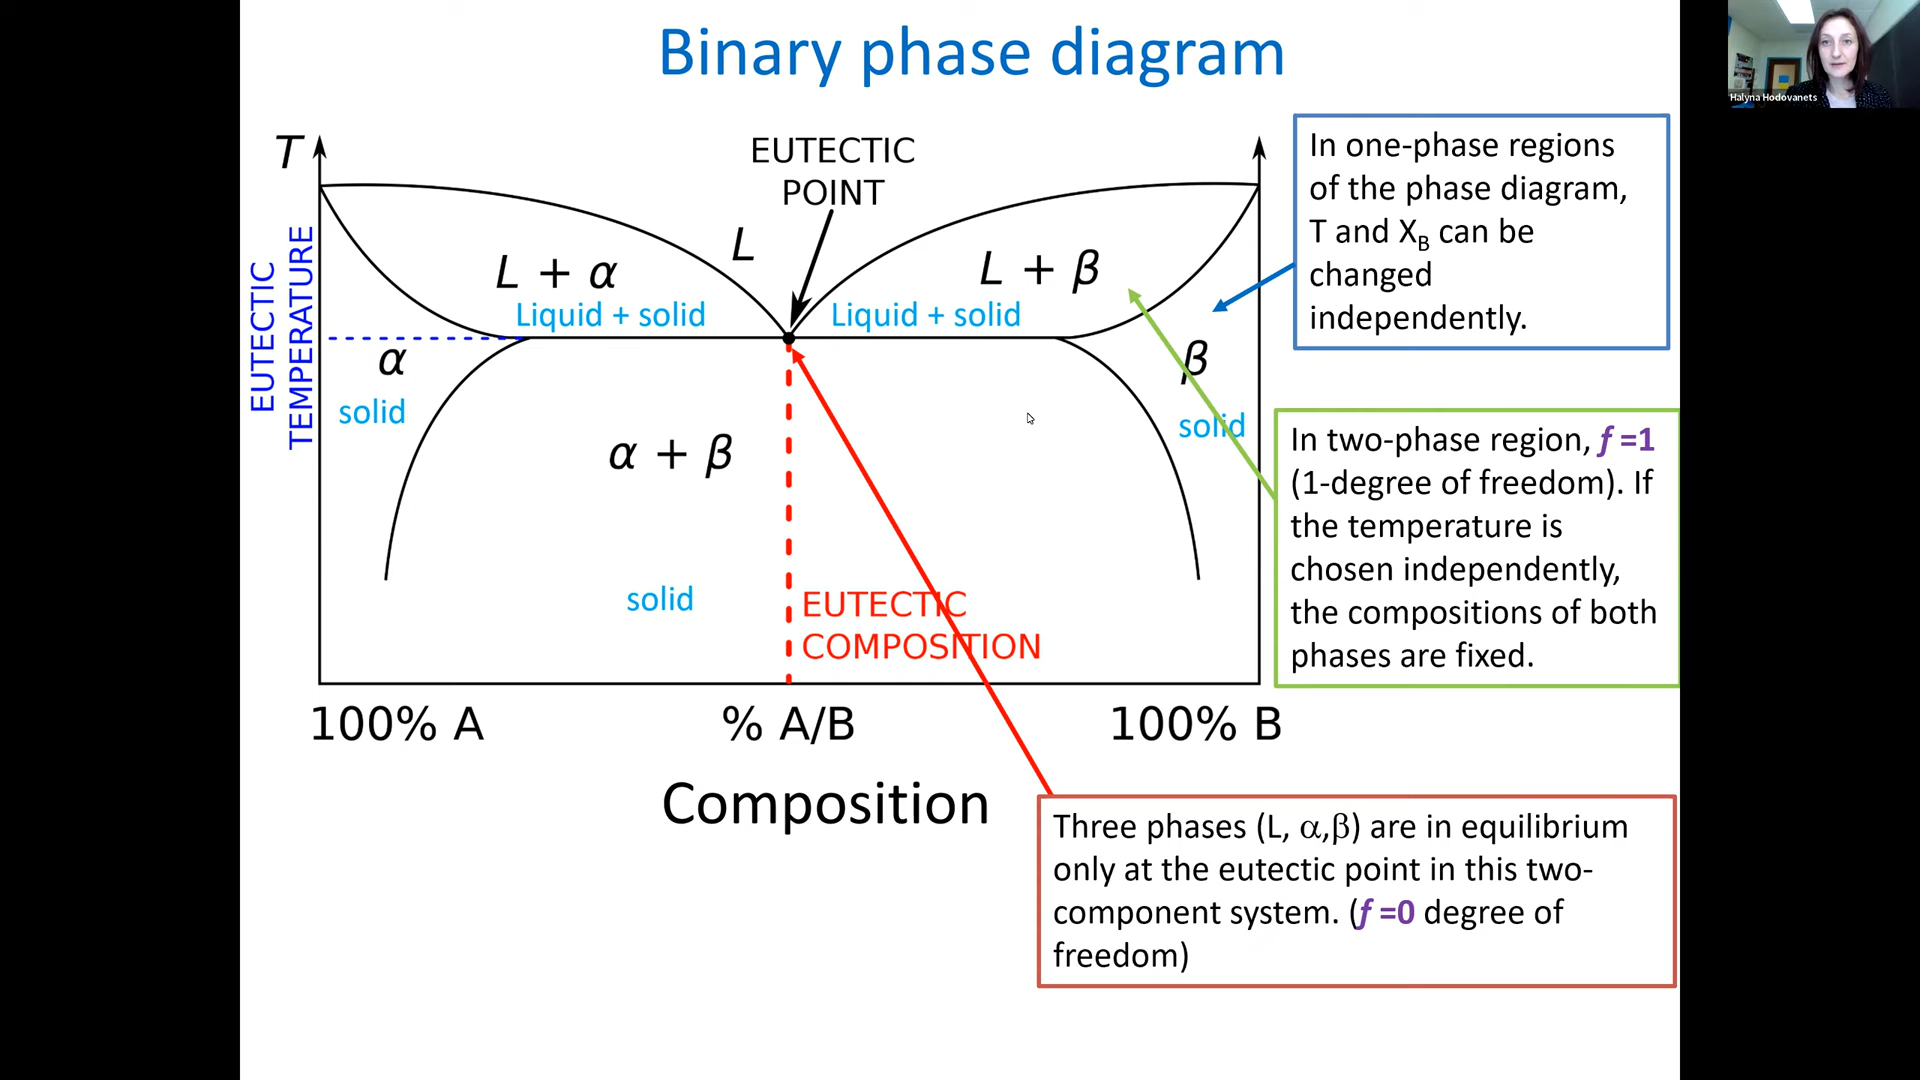 Binary phase diagram
Halyna Hodovanets
T
EUTECTIC
POINT
EUTECTIC
TEMPERATURE
L
L + α
Liquid + solid
L + β
Liquid + solid
α
solid
β
solid
α + β
solid
EUTECTIC
COMPOSITION
100% A
% A/B
100% B
Composition
In one-phase regions
of the phase diagram,
T and X_B can be
changed
independently.
In two-phase region, f =1
(1-degree of freedom). If
the temperature is
chosen independently,
the compositions of both
phases are fixed.
Three phases (L, α,β) are in equilibrium
only at the eutectic point in this two-
component system. (f =0 degree of
freedom)